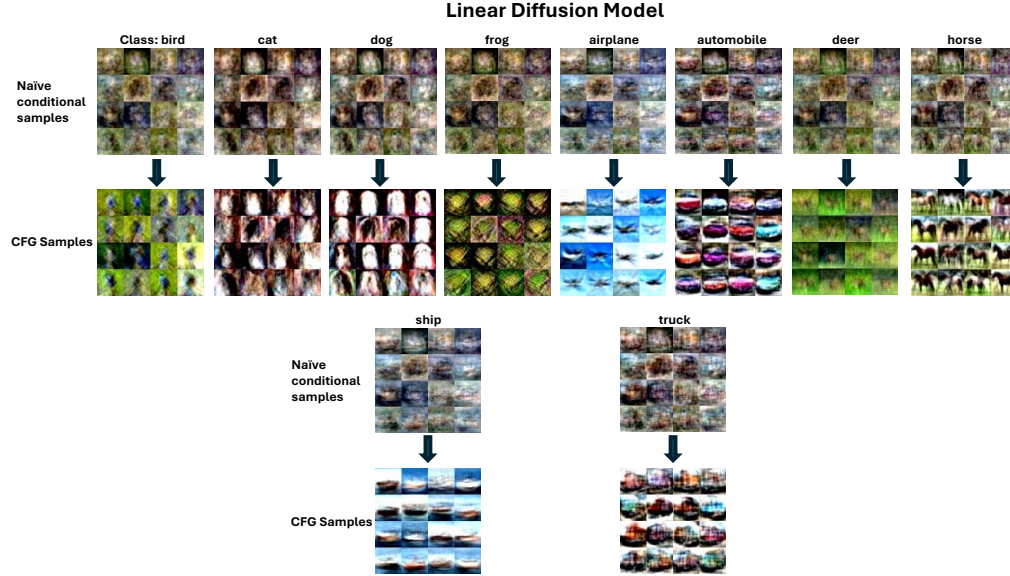 Linear Diffusion Model
Class: bird cat dog frog airplane automobile deer horse
Naïve
conditional
samples
CFG Samples
ship truck
Naïve
conditional
samples
CFG Samples